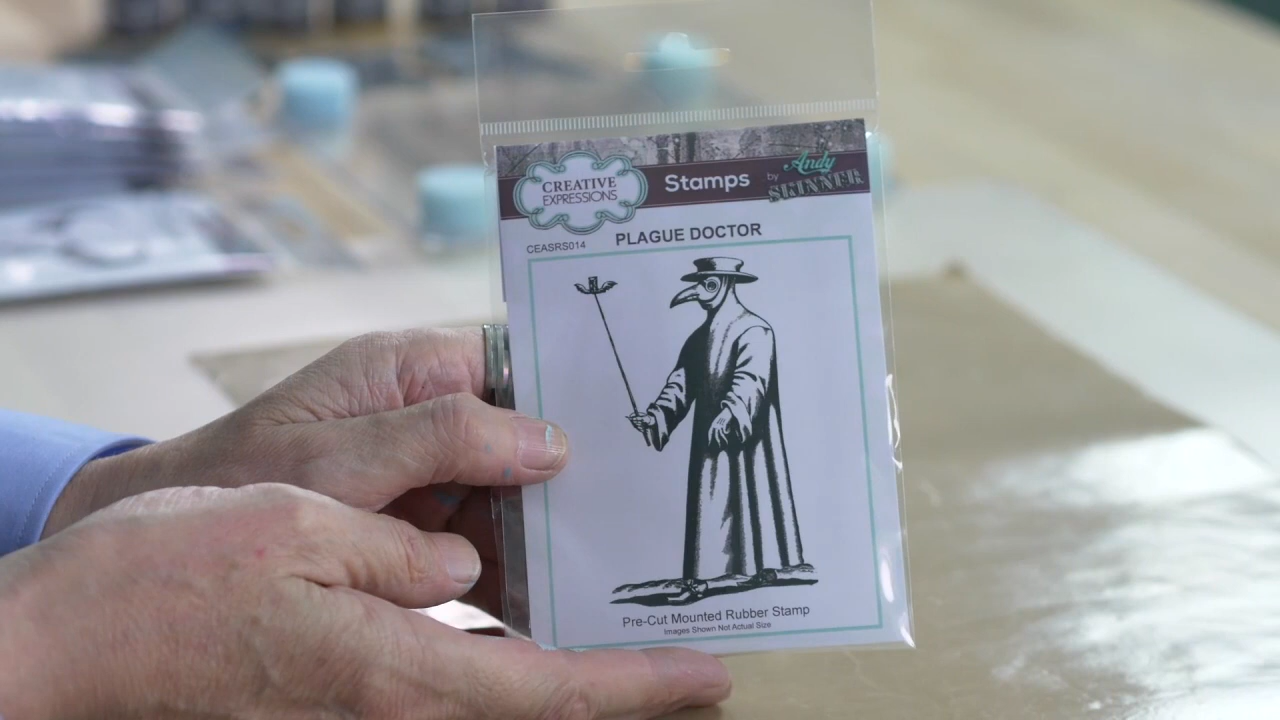 CREATIVE
EXPRESSIONS
Stamps
by Andy
SKINNER
CEASRS014
PLAGUE DOCTOR
Pre-Cut Mounted Rubber Stamp
Images Shown Not Actual Size